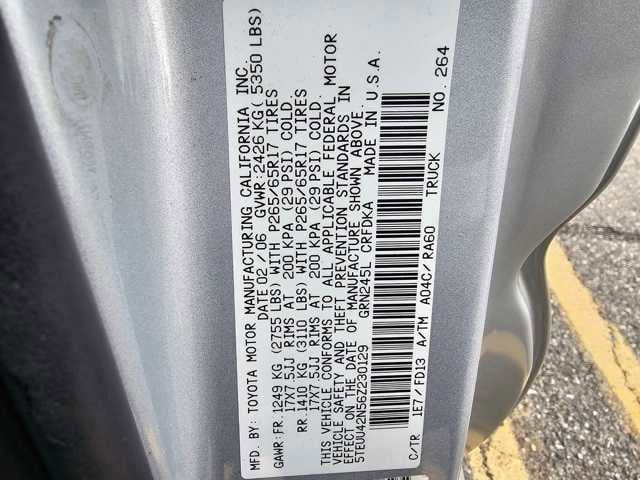 MFD. BY: TOYOTA MOTOR MANUFACTURING CALIFORNIA INC.
DATE: 02/06 GVWR: 2426 KG( 5350 LBS)
GAWR:FR.1249 KG (2755 LBS) WITH P265/65R17 TIRES
17X7.5JJ RIMS AT 200 KPA (29 PSI) COLD.
RR.1410 KG (3110 LBS) WITH P265/65R17 TIRES
17X7.5JJ RIMS AT 200 KPA (29 PSI) COLD.
THIS VEHICLE CONFORMS TO ALL APPLICABLE FEDERAL MOTOR
VEHICLE SAFETY AND THEFT PREVENTION STANDARDS IN
EFFECT ON THE DATE OF MANUFACTURE SHOWN ABOVE.
5TEUU42N56Z230129 GRN245L CRFDKA MADE IN U.S.A.
C/TR 1E7/FD13 A/TM A04C/RA60 TRUCK NO. 264